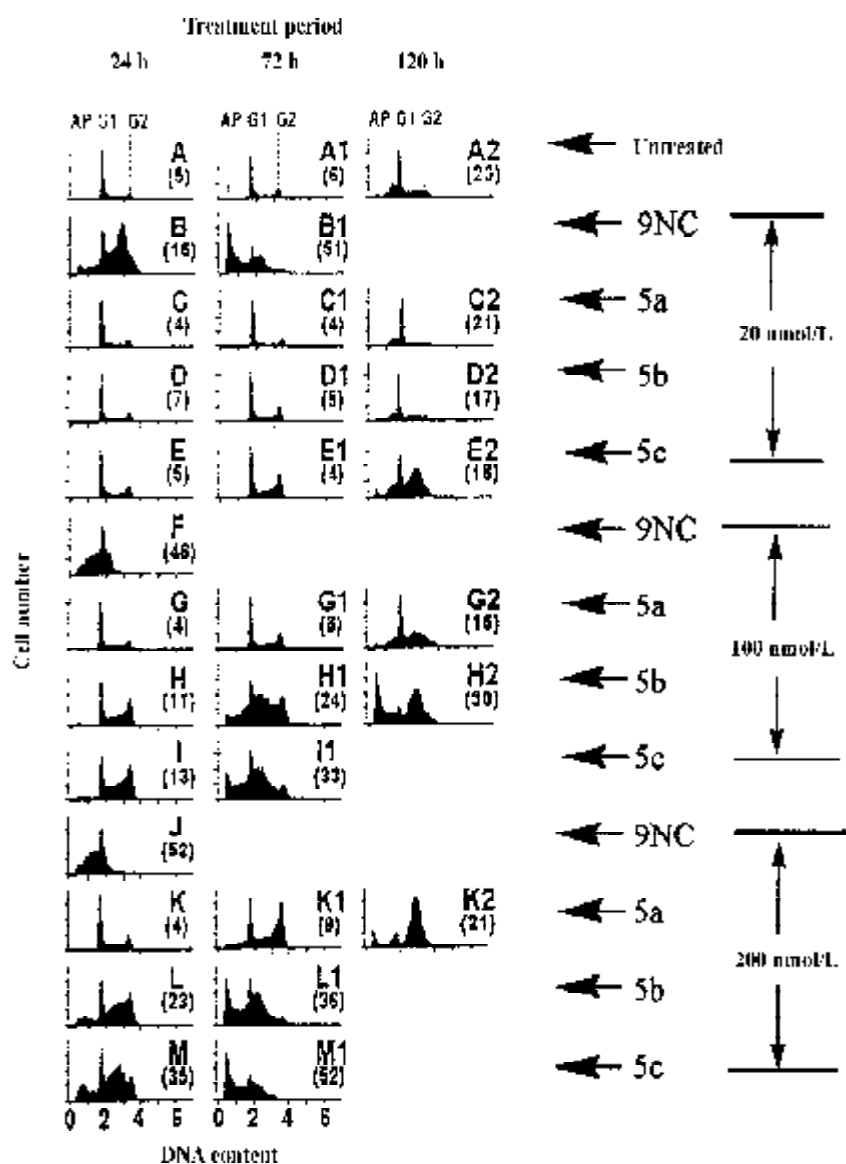 Treatment period
24 h 72 h 120 h
AP G1 G2 AP G1 G2 AP G1 G2
A (5) A1 (6) A2 (23) Untreated
B (16) B1 (51) 9NC
C (4) C1 (4) C2 (21) 5a
20 nmol/L
D (7) D1 (5) D2 (17) 5b
E (5) E1 (4) E2 (18) 5c
F (46) 9NC
G (4) G1 G2 (16) 5a
100 nmol/L
H (11) H1 (24) H2 (30) 5b
I (13) I1 (33) 5c
J (52) 9NC
K (4) K1 (9) K2 (21) 5a
200 nmol/L
L (23) L1 (36) 5b
M (35) M1 (52) 5c
0 2 4 6 0 2 4 6
Cell number
DNA content